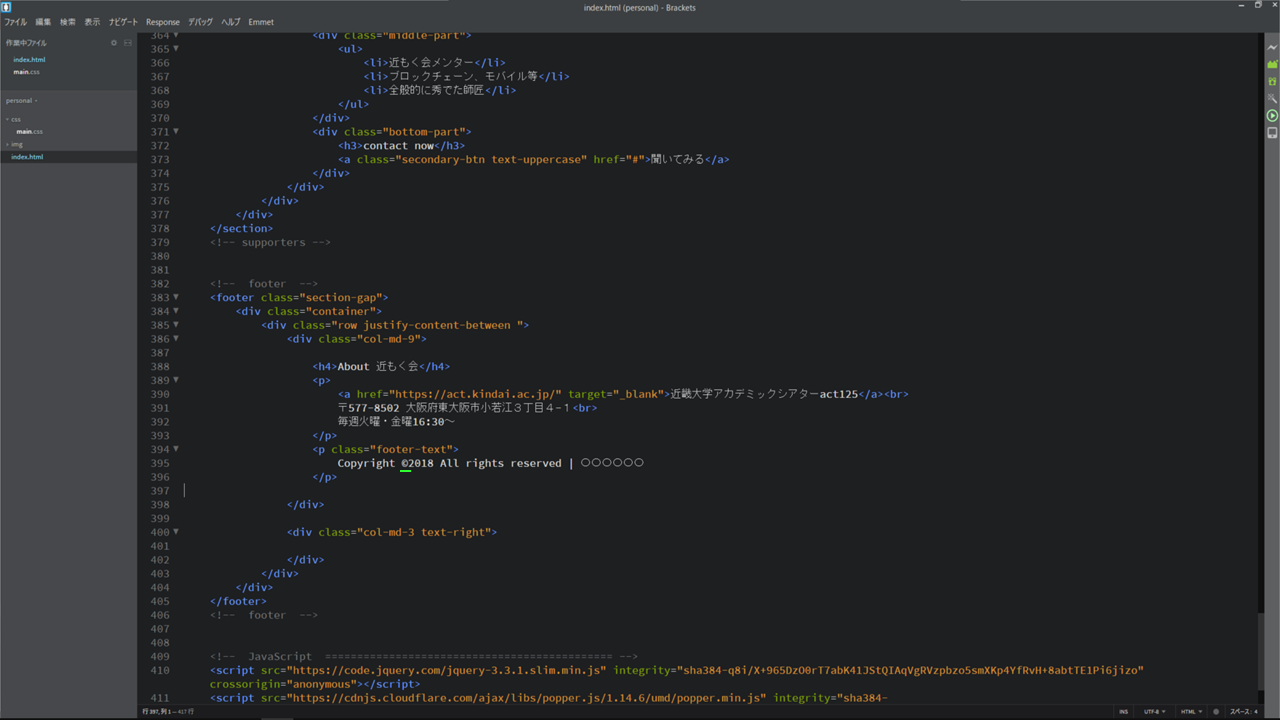 index.html (personal) - Brackets
ファイル 編集 検索 表示 ナビゲート Response デバッグ ヘルプ Emmet
作業中ファイル
index.html
main.css
personal
css
main.css
img
index.html
364 <div class="middle-part">
365 <ul>
366 <li>近もく会メンター</li>
367 <li>ブロックチェーン、モバイル等</li>
368 <li>全般的に秀でた師匠</li>
369 </ul>
370 </div>
371 <div class="bottom-part">
372 <h3>contact now</h3>
373 <a class="secondary-btn text-uppercase" href="#">聞いてみる</a>
374 </div>
375 </div>
376 </div>
377 </div>
378 </section>
379 <!-- supporters -->
380
381
382 <!--  footer  -->
383 <footer class="section-gap">
384 <div class="container">
385 <div class="row justify-content-between ">
386 <div class="col-md-9">
387
388 <h4>About 近もく会</h4>
389 <p>
390 <a href="https://act.kindai.ac.jp/" target="_blank">近畿大学アカデミックシアターact125</a><br>
391 〒577-8502 大阪府東大阪市小若江３丁目４−１<br>
392 毎週火曜・金曜16:30〜
393 </p>
394 <p class="footer-text">
395 Copyright ©2018 All rights reserved | 〇〇〇〇〇〇
396 </p>
397
398 </div>
399
400 <div class="col-md-3 text-right">
401
402 </div>
403 </div>
404 </div>
405 </footer>
406 <!--  footer  -->
407
408
409 <!--  JavaScript  ============================================= -->
410 <script src="https://code.jquery.com/jquery-3.3.1.slim.min.js" integrity="sha384-q8i/X+965DzO0rT7abK41JStQIAqVgRVzpbzo5smXKp4YfRvH+8abtTE1Pi6jizo"
crossorigin="anonymous"></script>
411 <script src="https://cdnjs.cloudflare.com/ajax/libs/popper.js/1.14.6/umd/popper.min.js" integrity="sha384-
行 397, 列 1 — 417 行 INS UTF-8 HTML スペース: 4